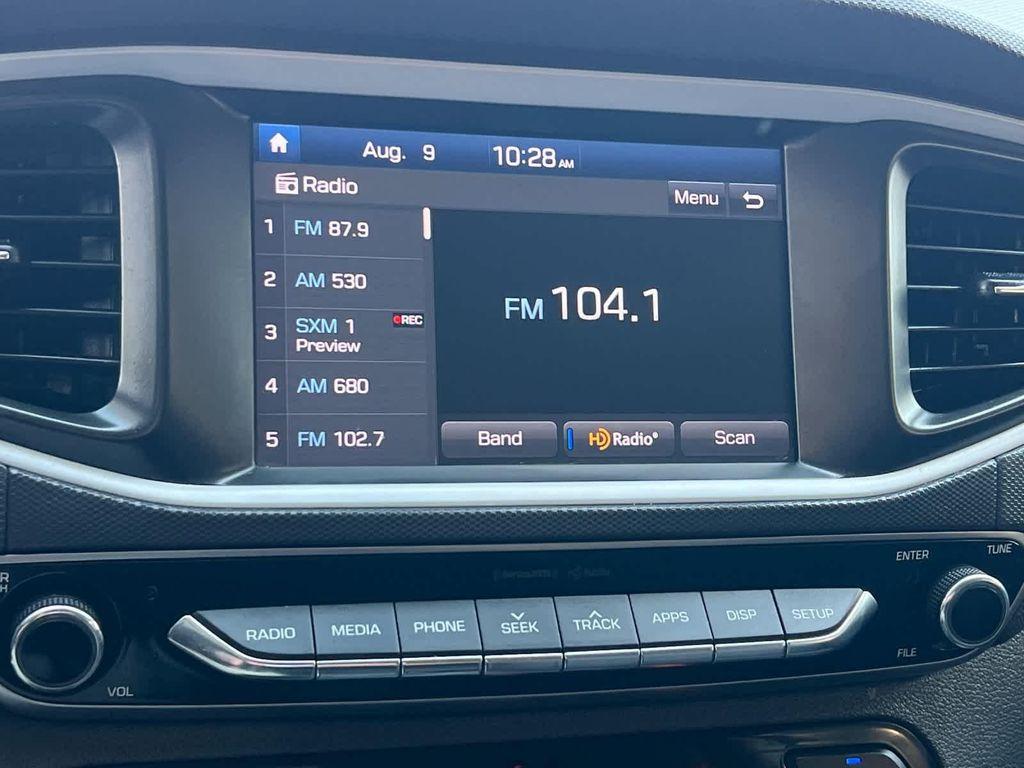 Aug. 9 10:28 AM
Radio
Menu
1 FM 87.9
2 AM 530
3 SXM 1 REC
Preview
4 AM 680
5 FM 102.7
FM 104.1
Band HD Radio® Scan
ENTER TUNE
RADIO MEDIA PHONE SEEK TRACK APPS DISP SETUP
VOL FILE